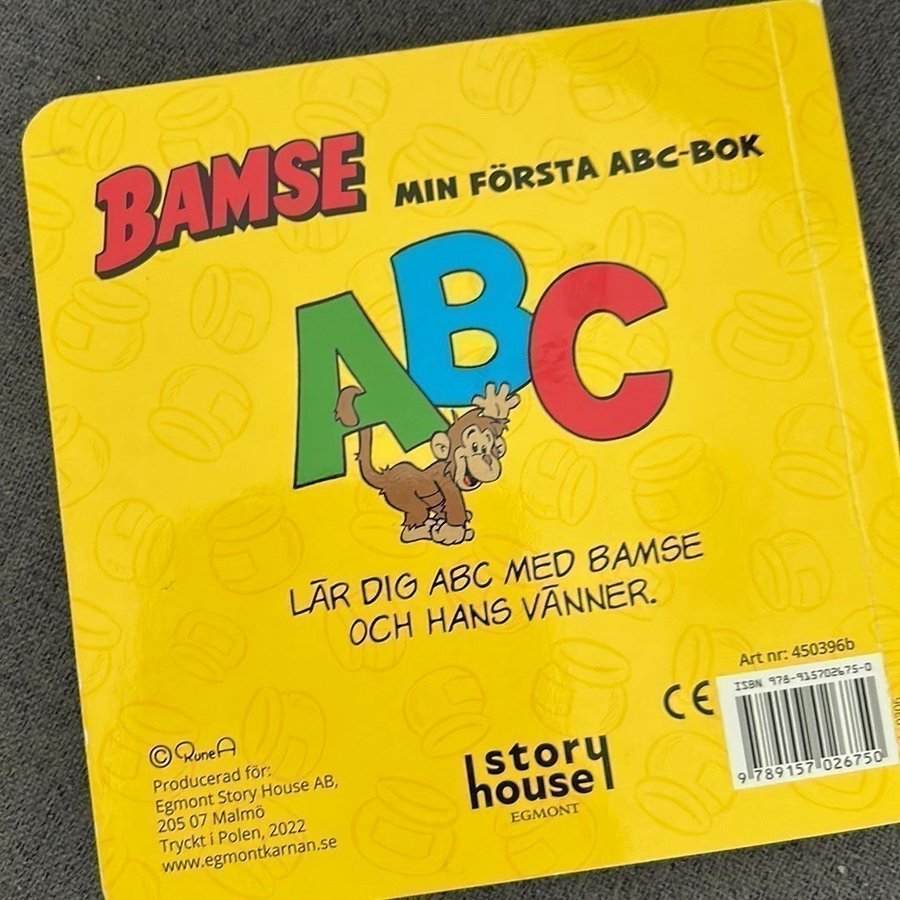 BAMSE MIN FÖRSTA ABC-BOK
ABC
LÄR DIG ABC MED BAMSE
OCH HANS VÄNNER.
Art nr: 450396b
ISBN 978-915702675-0
9 789157 026750
CE
© Rune A
Producerad för:
Egmont Story House AB,
205 07 Malmö
Tryckt i Polen, 2022
www.egmontkarnan.se
story
house
EGMONT